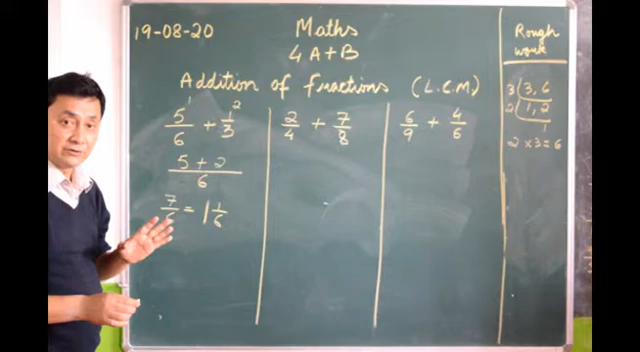 19-08-20
Maths
4 A+B
Addition of fractions (L.C.M)
5/6 ¹ + 1/3 ²
5 + 2 / 6
7/6 = 1 1/6
2/4 + 7/8
6/9 + 4/6
Rough
work
3 | 3, 6
2 | 1, 2
1
2 × 3 = 6